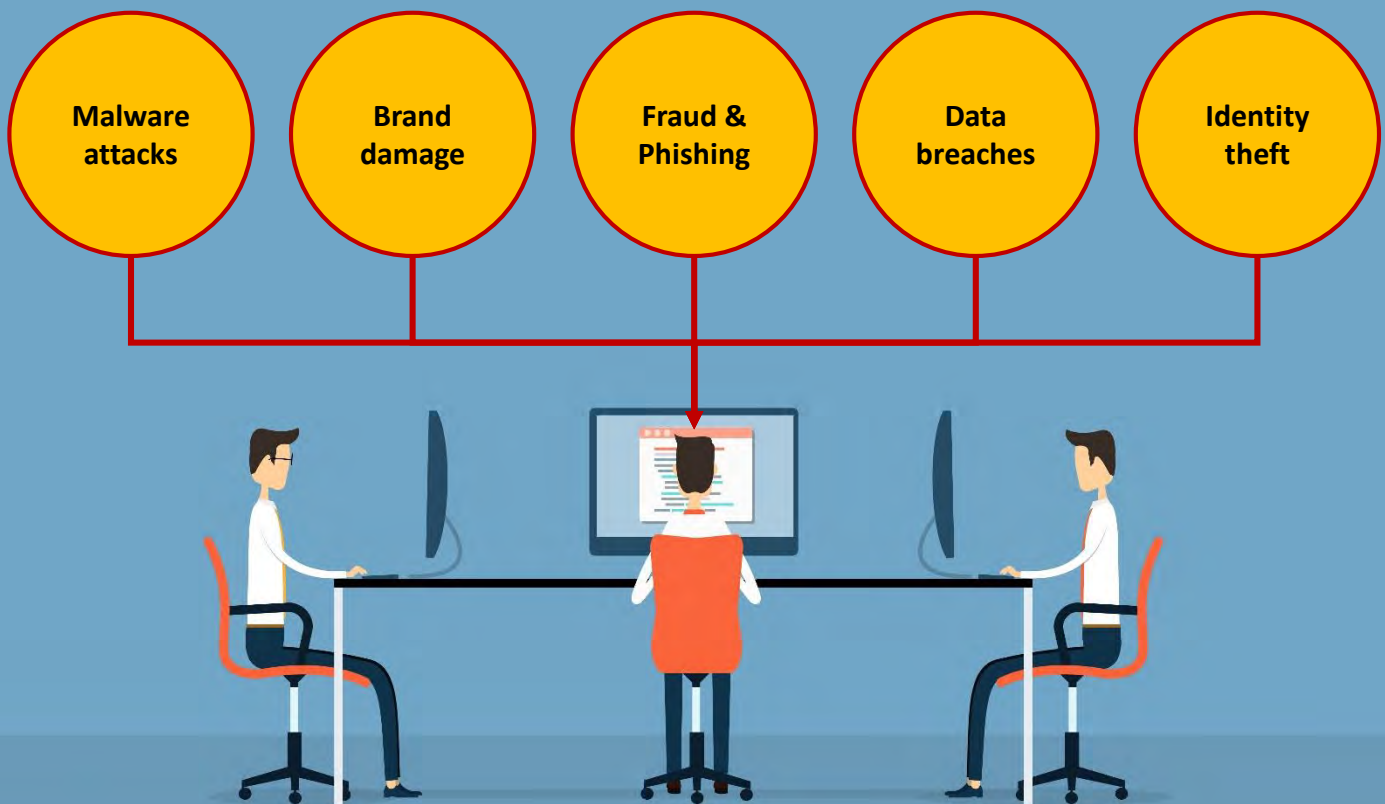 Malware
attacks
Brand
damage
Fraud &
Phishing
Data
breaches
Identity
theft